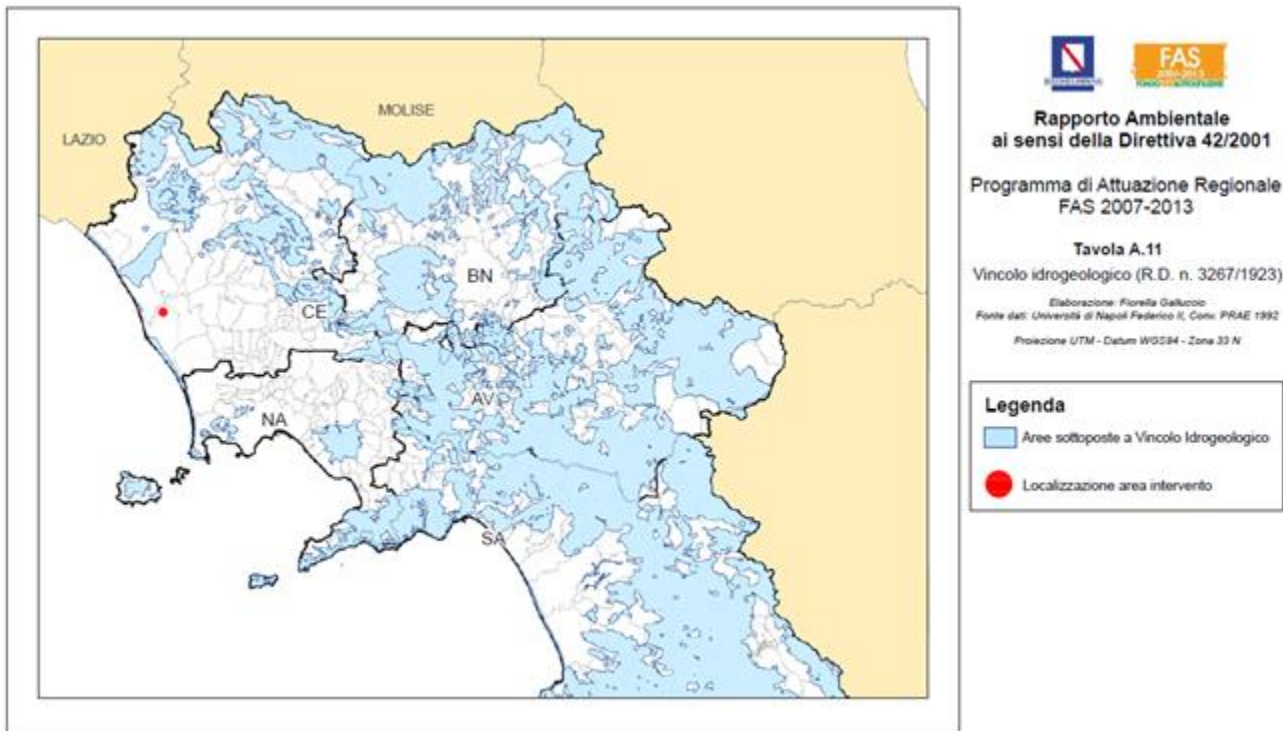 MOLISE
LAZIO
BN
CE
AV
NA
SA
FAS
2007-2013
Rapporto Ambientale
ai sensi della Direttiva 42/2001
Programma di Attuazione Regionale
FAS 2007-2013
Tavola A.11
Vincolo idrogeologico (R.D. n. 3267/1923)
Elaborazione: Fiorella Galluccio
Fonte dati: Università di Napoli Federico II, Conv. PRAE 1992
Proiezione UTM - Datum WGS84 - Zona 33 N
Legenda
Aree sottoposte a Vincolo Idrogeologico
Localizzazione area intervento